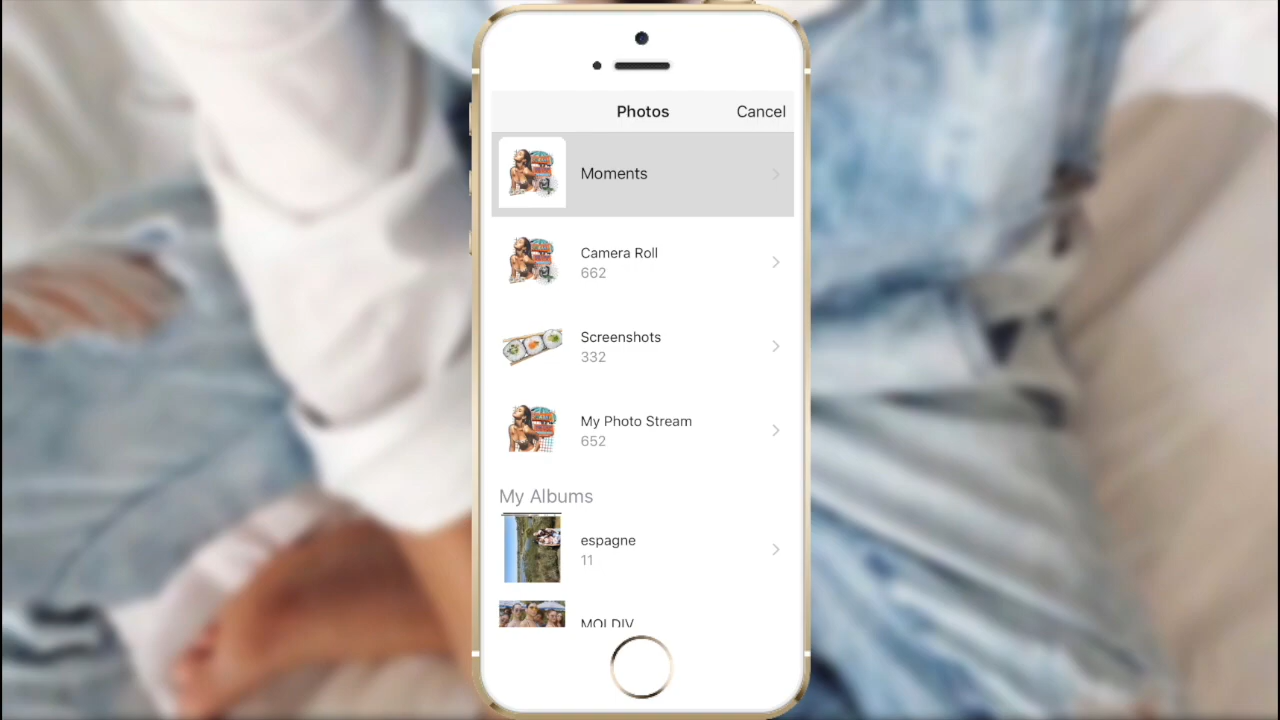 Photos
Cancel
Moments
Camera Roll
662
Screenshots
332
My Photo Stream
652
My Albums
espagne
11
MOLDIV